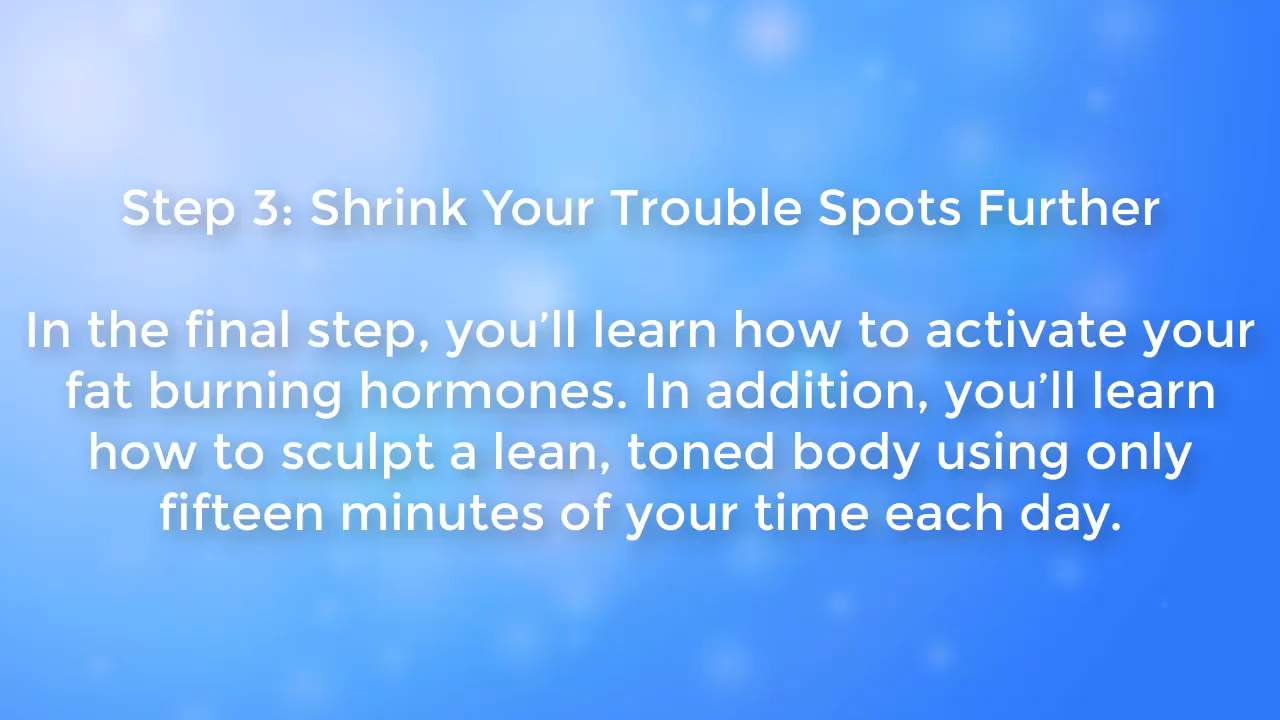 Step 3: Shrink Your Trouble Spots Further
In the final step, you’ll learn how to activate your
fat burning hormones. In addition, you’ll learn
how to sculpt a lean, toned body using only
fifteen minutes of your time each day.